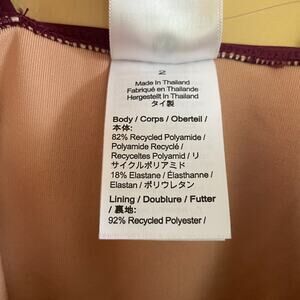 2
Made In Thailand
Fabriqué en Thaïlande
Hergestellt In Thailand
タイ製
Body / Corps / Oberteil /
本体:
82% Recycled Polyamide /
Polyamide Recyclé /
Recyceltes Polyamid / リ
サイクルポリアミド
18% Elastane / Élasthanne /
Elastan / ポリウレタン
Lining / Doublure / Futter
/ 裏地:
92% Recycled Polyester /